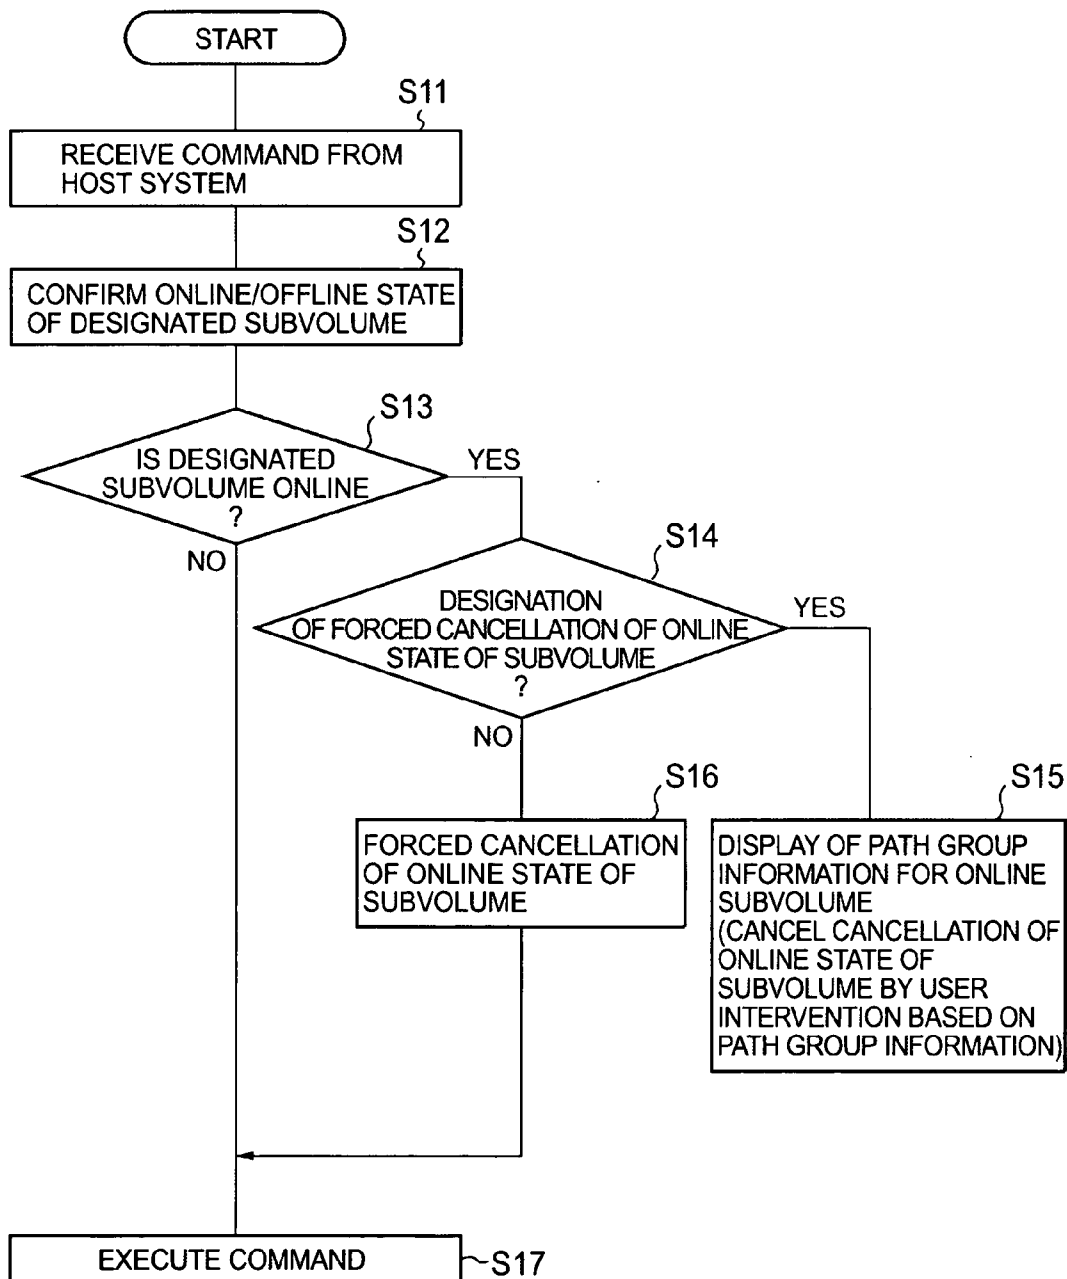 START
S11
RECEIVE COMMAND FROM
HOST SYSTEM
S12
CONFIRM ONLINE/OFFLINE STATE
OF DESIGNATED SUBVOLUME
S13
IS DESIGNATED
SUBVOLUME ONLINE
?
YES
NO
S14
DESIGNATION
OF FORCED CANCELLATION OF ONLINE
STATE OF SUBVOLUME
?
YES
NO
S16
FORCED CANCELLATION
OF ONLINE STATE OF
SUBVOLUME
S15
DISPLAY OF PATH GROUP
INFORMATION FOR ONLINE
SUBVOLUME
(CANCEL CANCELLATION OF
ONLINE STATE OF
SUBVOLUME BY USER
INTERVENTION BASED ON
PATH GROUP INFORMATION)
EXECUTE COMMAND
S17